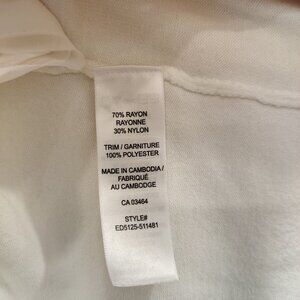 70% RAYON
RAYONNE
30% NYLON
TRIM / GARNITURE
100% POLYESTER
MADE IN CAMBODIA /
FABRIQUÉ
AU CAMBODGE
CA 03464
STYLE#
ED5125-511481